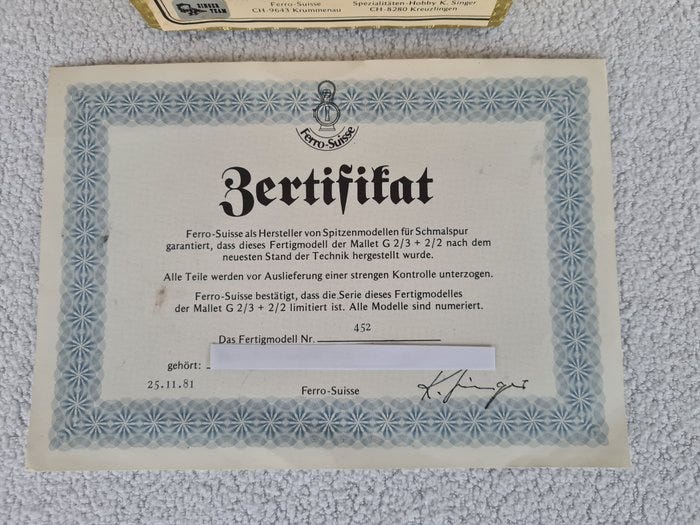 SINGER
TEAM
Ferro-Suisse
CH-9643 Krummenau
Spezialitäten-Hobby K. Singer
CH-8280 Kreuzlingen
Ferro-Suisse
Zertifikat
Ferro-Suisse als Hersteller von Spitzenmodellen für Schmalspur
garantiert, dass dieses Fertigmodell der Mallet G 2/3 + 2/2 nach dem
neuesten Stand der Technik hergestellt wurde.
Alle Teile werden vor Auslieferung einer strengen Kontrolle unterzogen.
Ferro-Suisse bestätigt, dass die Serie dieses Fertigmodelles
der Mallet G 2/3 + 2/2 limitiert ist. Alle Modelle sind numeriert.
Das Fertigmodell Nr. 452
gehört:
25.11.81
Ferro-Suisse
K. Singer